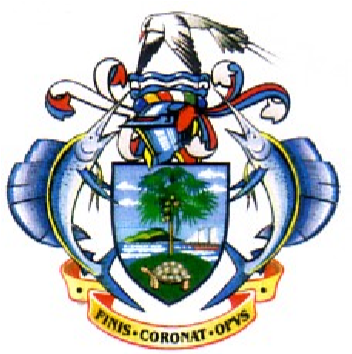 FINIS • CORONAT • OPVS